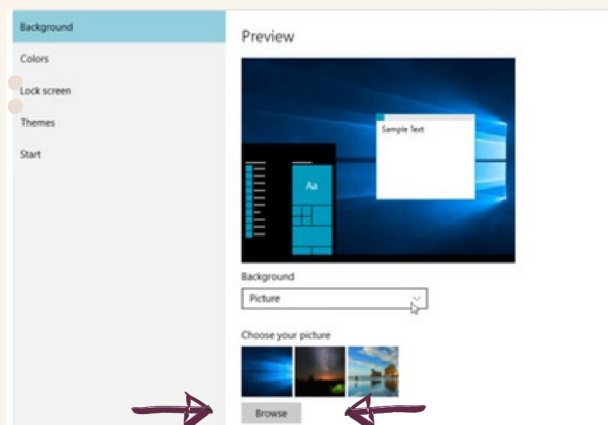 Background
Colors
Lock screen
Themes
Start
Preview
Sample Text
Aa
Background
Picture
Choose your picture
Browse